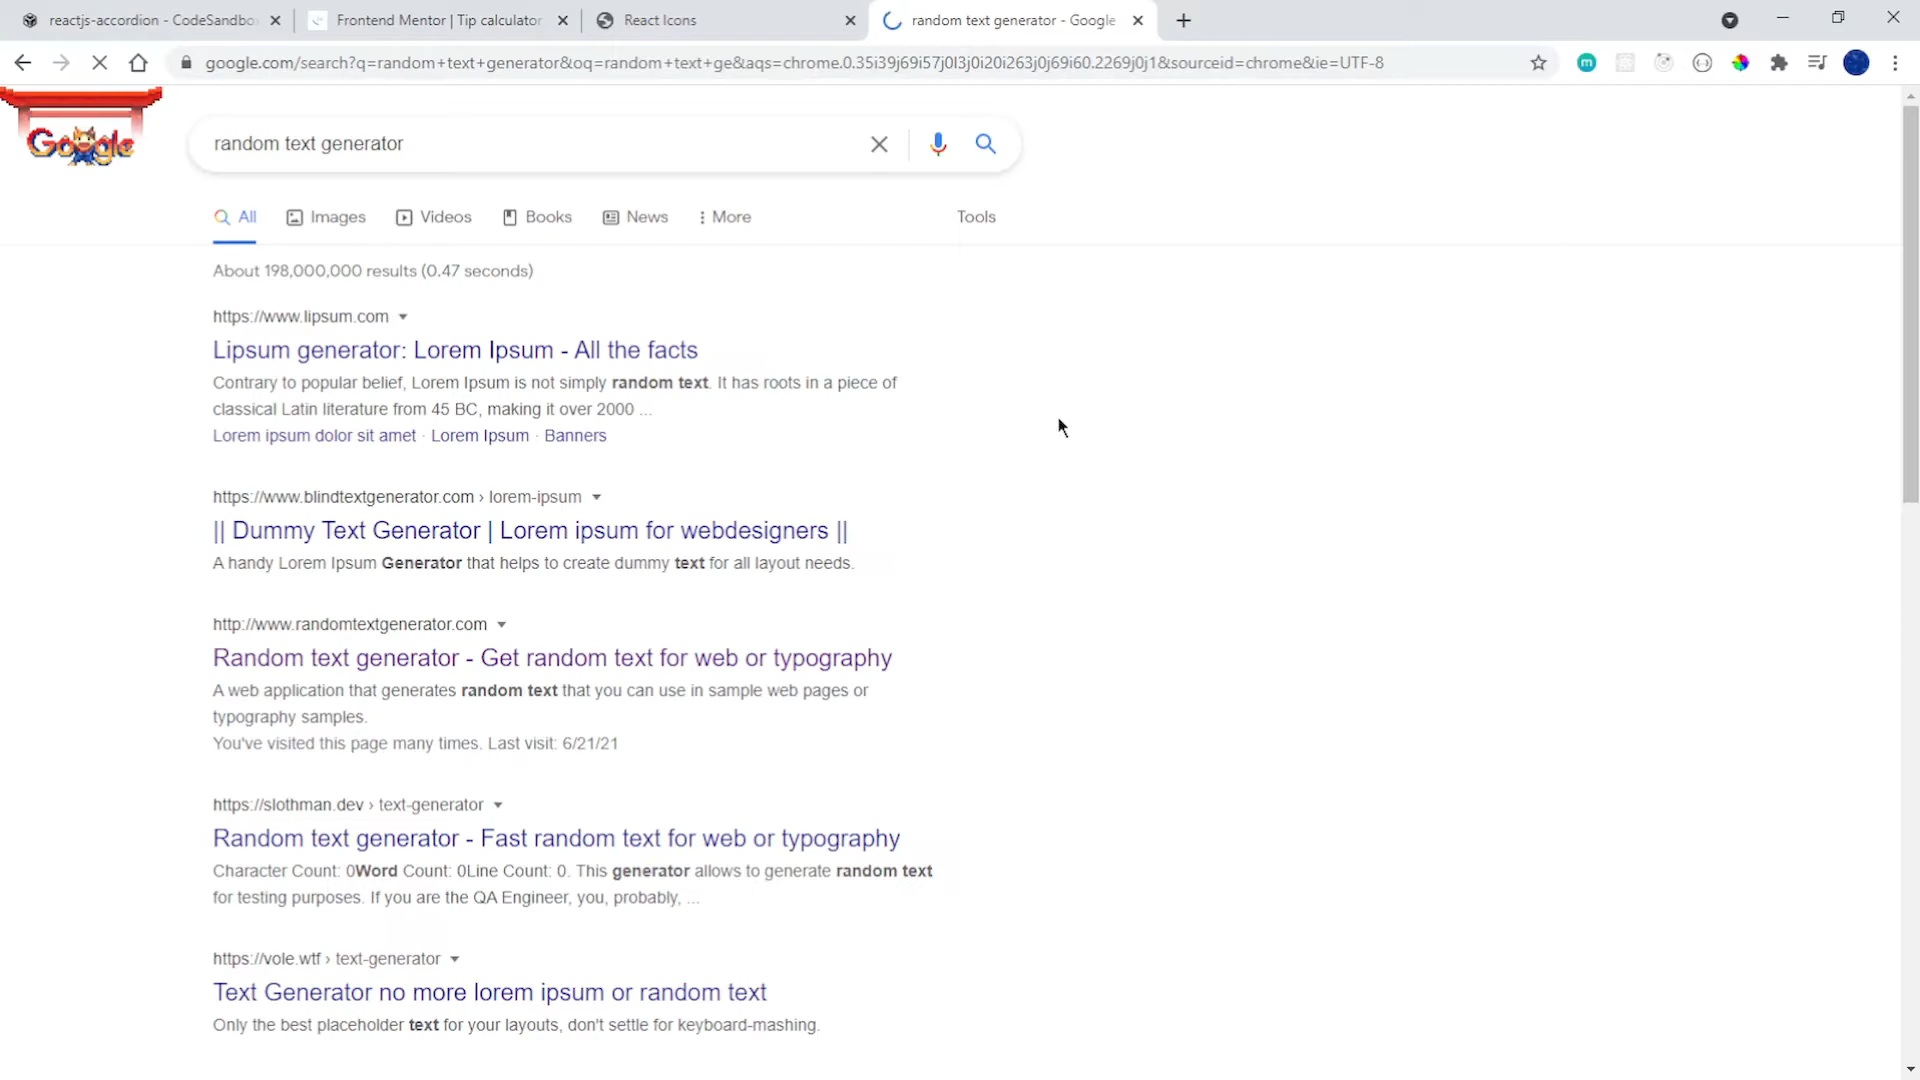 reactjs-accordion - CodeSandbo
Frontend Mentor | Tip calculator
React Icons
random text generator - Google
google.com/search?q=random+text+generator&oq=random+text+ge&aqs=chrome.0.35i39j69i57j0l3j0i20i263j0j69i60.2269j0j1&sourceid=chrome&ie=UTF-8
m
Google
random text generator
All
Images
Videos
Books
News
More
Tools
About 198,000,000 results (0.47 seconds)
https://www.lipsum.com
Lipsum generator: Lorem Ipsum - All the facts
Contrary to popular belief, Lorem Ipsum is not simply random text. It has roots in a piece of
classical Latin literature from 45 BC, making it over 2000 ...
Lorem ipsum dolor sit amet · Lorem Ipsum · Banners
https://www.blindtextgenerator.com › lorem-ipsum
|| Dummy Text Generator | Lorem ipsum for webdesigners ||
A handy Lorem Ipsum Generator that helps to create dummy text for all layout needs.
http://www.randomtextgenerator.com
Random text generator - Get random text for web or typography
A web application that generates random text that you can use in sample web pages or
typography samples.
You've visited this page many times. Last visit: 6/21/21
https://slothman.dev › text-generator
Random text generator - Fast random text for web or typography
Character Count: 0Word Count: 0Line Count: 0. This generator allows to generate random text
for testing purposes. If you are the QA Engineer, you, probably, ...
https://vole.wtf › text-generator
Text Generator no more lorem ipsum or random text
Only the best placeholder text for your layouts, don't settle for keyboard-mashing.